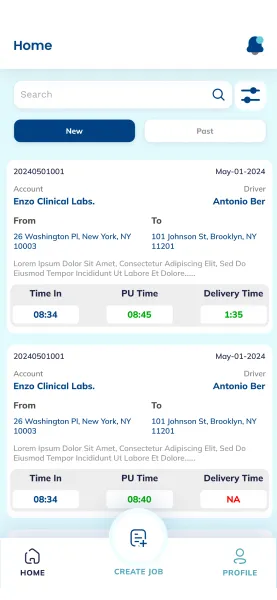 Home
Search
New
Past
20240501001 May-01-2024
Account Driver
Enzo Clinical Labs. Antonio Ber
From To
26 Washington Pl, New York, NY 101 Johnson St, Brooklyn, NY
10003 11201
Lorem Ipsum Dolor Sit Amet, Consectetur Adipiscing Elit, Sed Do
Eiusmod Tempor Incididunt Ut Labore Et Dolore......
Time In PU Time Delivery Time
08:34 08:45 1:35
20240501001 May-01-2024
Account Driver
Enzo Clinical Labs. Antonio Ber
From To
26 Washington Pl, New York, NY 101 Johnson St, Brooklyn, NY
10003 11201
Lorem Ipsum Dolor Sit Amet, Consectetur Adipiscing Elit, Sed Do
Eiusmod Tempor Incididunt Ut Labore Et Dolore......
Time In PU Time Delivery Time
08:34 08:40 NA
HOME CREATE JOB PROFILE